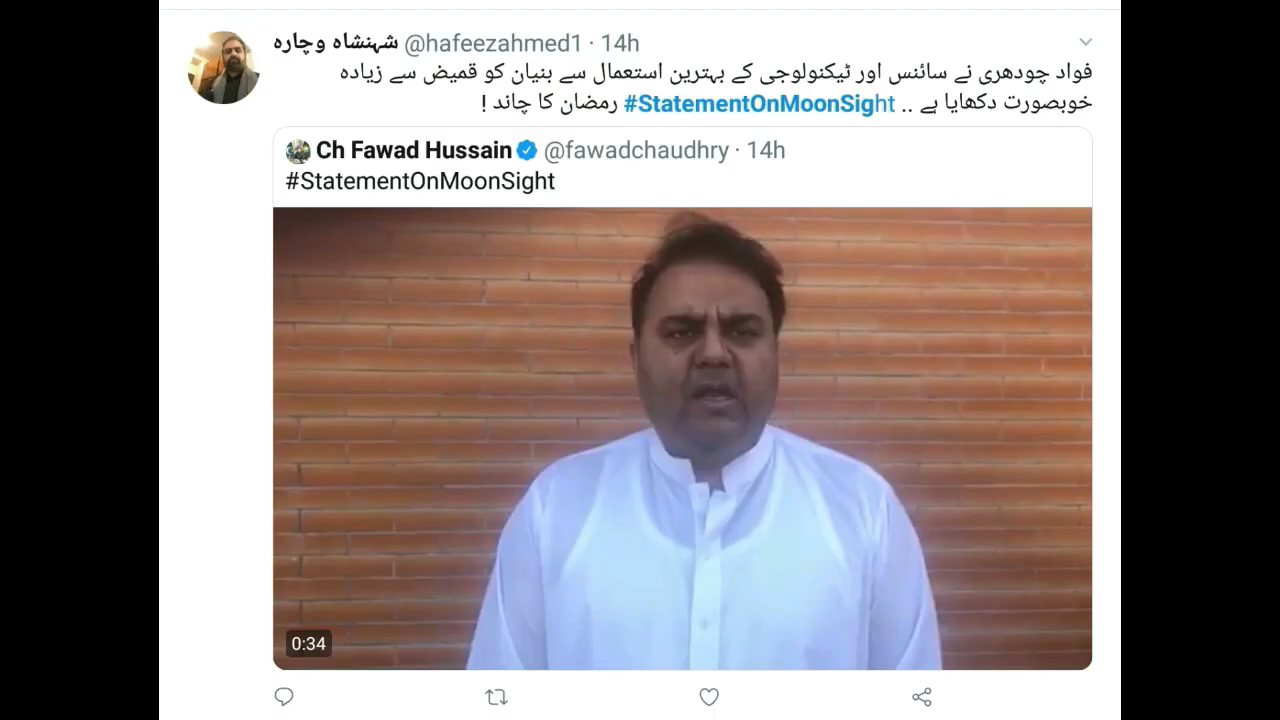 شہنشاہ وچارہ @hafeezahmed1 · 14h
فواد چودھری نے سائنس اور ٹیکنولوجی کے بہترین استعمال سے بنیان کو قمیض سے زیادہ
خوبصورت دکھایا ہے .. #StatementOnMoonSight رمضان کا چاند !
Ch Fawad Hussain @fawadchaudhry · 14h
#StatementOnMoonSight
0:34